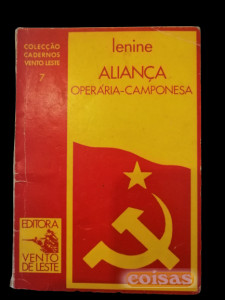 COLECÇÃO
CADERNOS
VENTO LESTE
7
lenine
ALIANÇA
OPERÁRIA-CAMPONESA
EDITORA
VENTO
DE LESTE
coisas